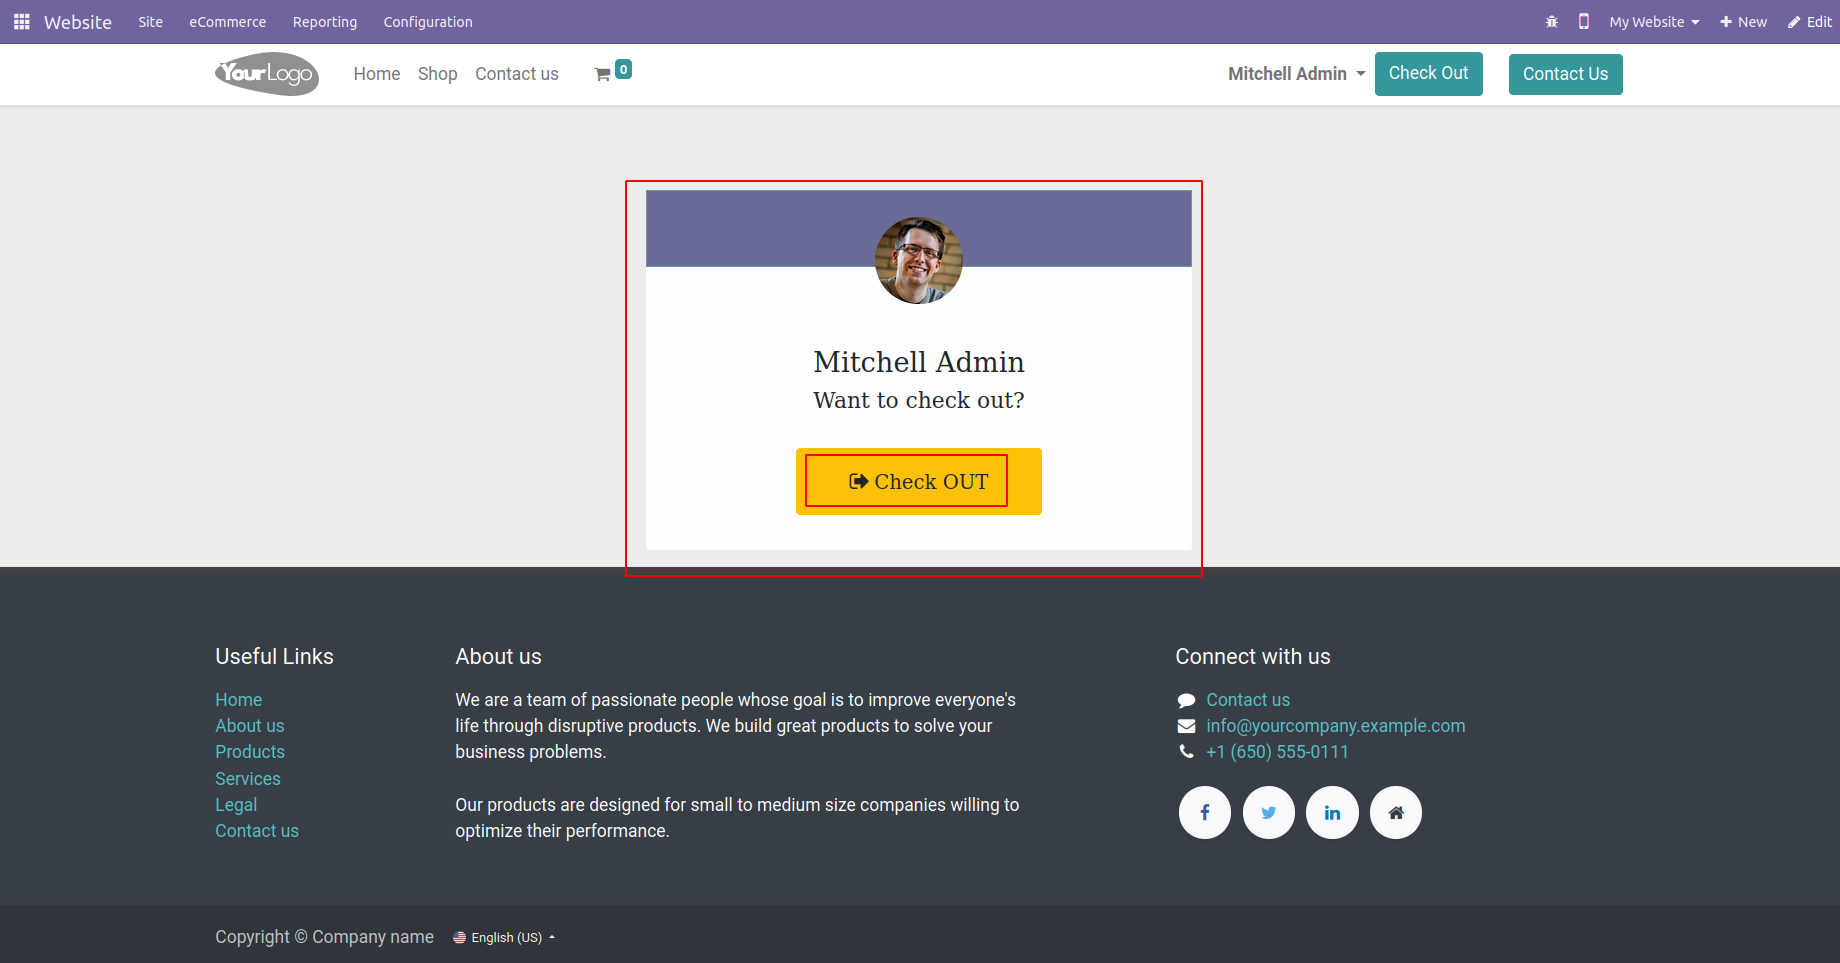 Website Site eCommerce Reporting Configuration My Website New Edit
YourLogo Home Shop Contact us 0 Mitchell Admin Check Out Contact Us
Mitchell Admin
Want to check out?
Check OUT
Useful Links
Home
About us
Products
Services
Legal
Contact us
About us
We are a team of passionate people whose goal is to improve everyone's
life through disruptive products. We build great products to solve your
business problems.
Our products are designed for small to medium size companies willing to
optimize their performance.
Connect with us
Contact us
info@yourcompany.example.com
+1 (650) 555-0111
Copyright © Company name English (US)